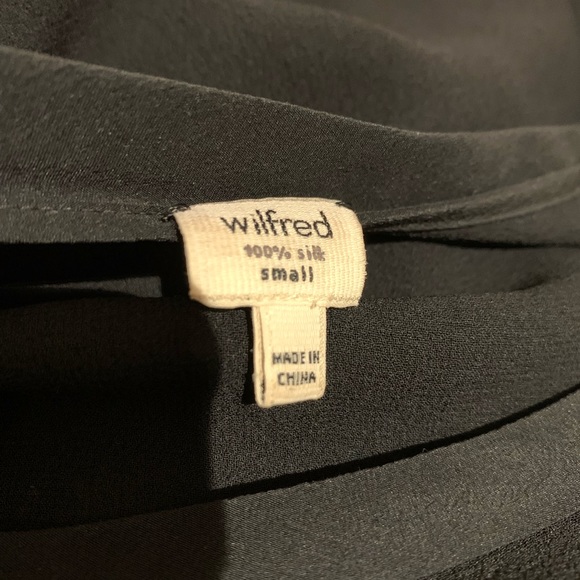 wilfred
100% silk
small
MADE IN
CHINA